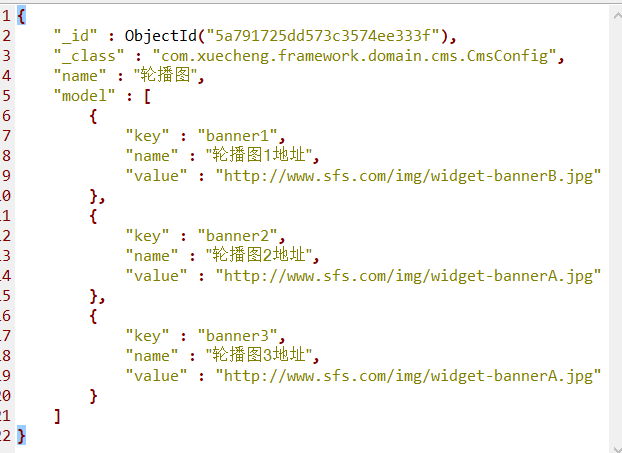 1 {
2 "_id" : ObjectId("5a791725dd573c3574ee333f"),
3 "_class" : "com.xuecheng.framework.domain.cms.CmsConfig",
4 "name" : "轮播图",
5 "model" : [
6 {
7 "key" : "banner1",
8 "name" : "轮播图1地址",
9 "value" : "http://www.sfs.com/img/widget-bannerB.jpg"
10 },
11 {
12 "key" : "banner2",
13 "name" : "轮播图2地址",
14 "value" : "http://www.sfs.com/img/widget-bannerA.jpg"
15 },
16 {
17 "key" : "banner3",
18 "name" : "轮播图3地址",
19 "value" : "http://www.sfs.com/img/widget-bannerA.jpg"
20 }
21 ]
22 }